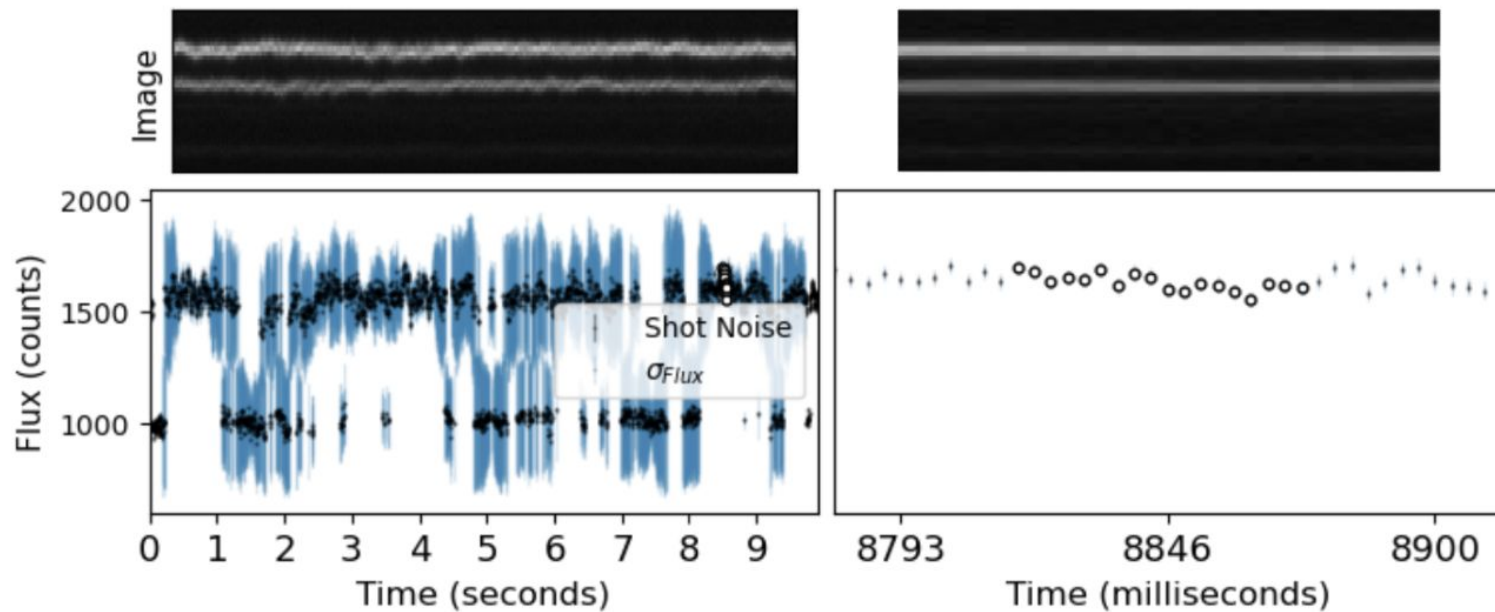 Image
Flux (counts)
2000
1500
1000
Shot Noise
σFlux
0 1 2 3 4 5 6 7 8 9
Time (seconds)
8793 8846 8900
Time (milliseconds)